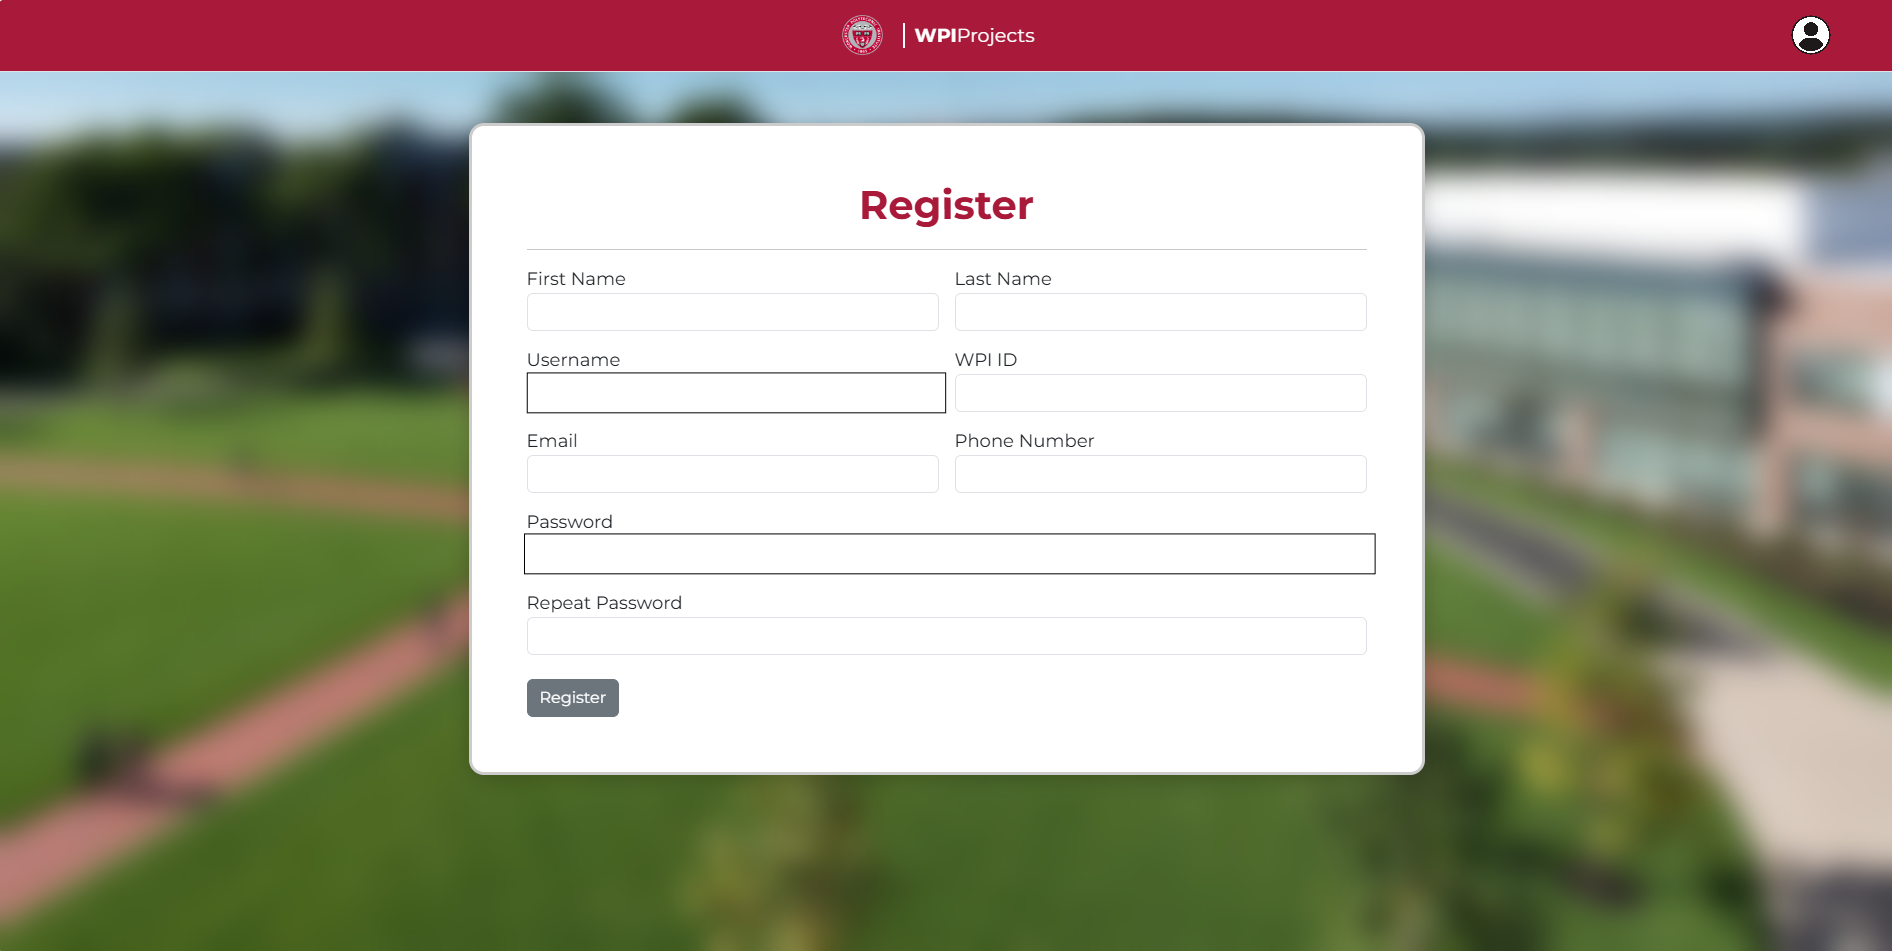 WPIProjects
Register
First Name
Last Name
Username
WPI ID
Email
Phone Number
Password
Repeat Password
Register